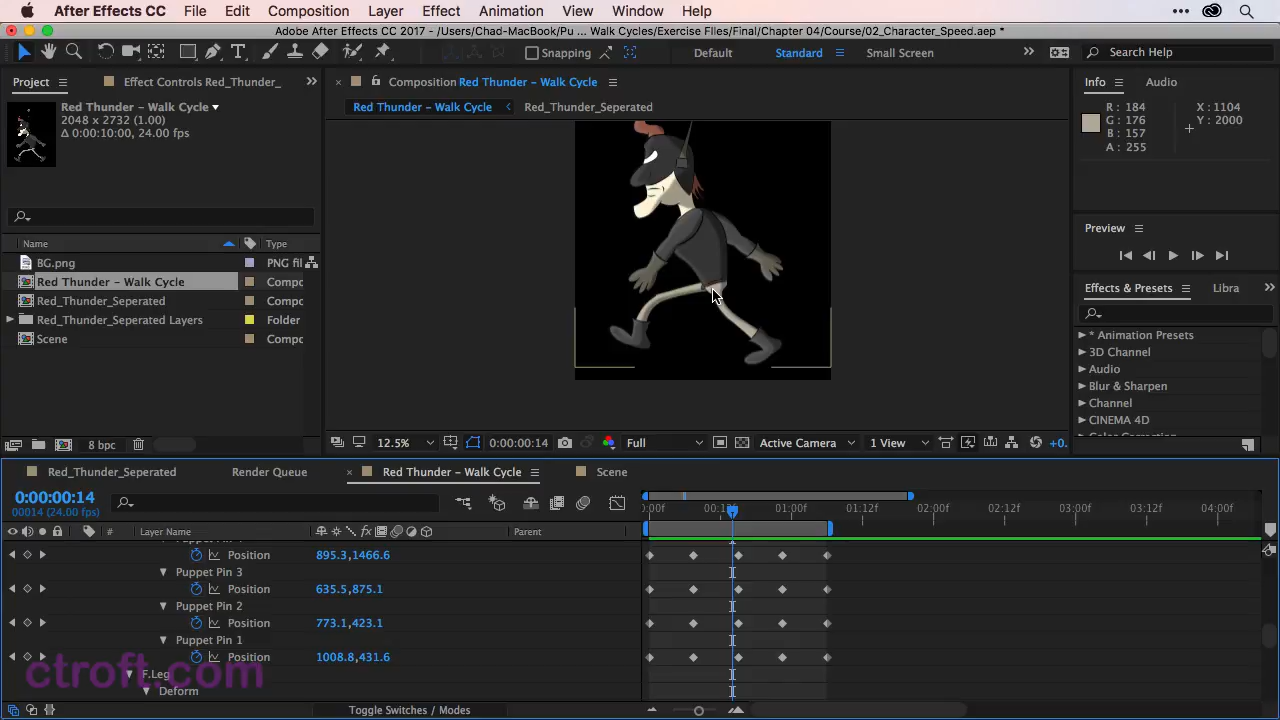 After Effects CC File Edit Composition Layer Effect Animation View Window Help
Adobe After Effects CC 2017 - /Users/Chad-MacBook/Pu ... Walk Cycles/Exercise FIles/Final/Chapter 04/Course/02_Character_Speed.aep *
Snapping Default Standard Small Screen » Search Help
Project Effect Controls Red_Thunder_ » Composition Red Thunder - Walk Cycle Info Audio
Red Thunder - Walk Cycle Red Thunder - Walk Cycle Red_Thunder_Seperated R: 184 X: 1104
2048 x 2732 (1.00) G: 176 Y: 2000
Δ 0:00:10:00, 24.00 fps B: 157
A: 255
Preview
Name Type
BG.png PNG fil
Red Thunder - Walk Cycle Compo
Effects & Presets Libra »
Red_Thunder_Seperated Compo
Red_Thunder_Seperated Layers Folder
* Animation Presets
Scene Compo
3D Channel
Audio
Blur & Sharpen
Channel
CINEMA 4D
8 bpc 12.5% 0:00:00:14 Full Active Camera 1 View +0.
Red_Thunder_Seperated Render Queue × Red Thunder - Walk Cycle Scene
0:00:00:14
00014 (24.00 fps)
:00f 00:12f 01:00f 01:12f 02:00f 02:12f 03:00f 03:12f 04:00f
# Layer Name Parent
Position 895.3,1466.6
Puppet Pin 3
Position 635.5,875.1
Puppet Pin 2
Position 773.1,423.1
Puppet Pin 1
Position 1008.8,431.6
ctroft.com
F.Leg
Deform
Toggle Switches / Modes